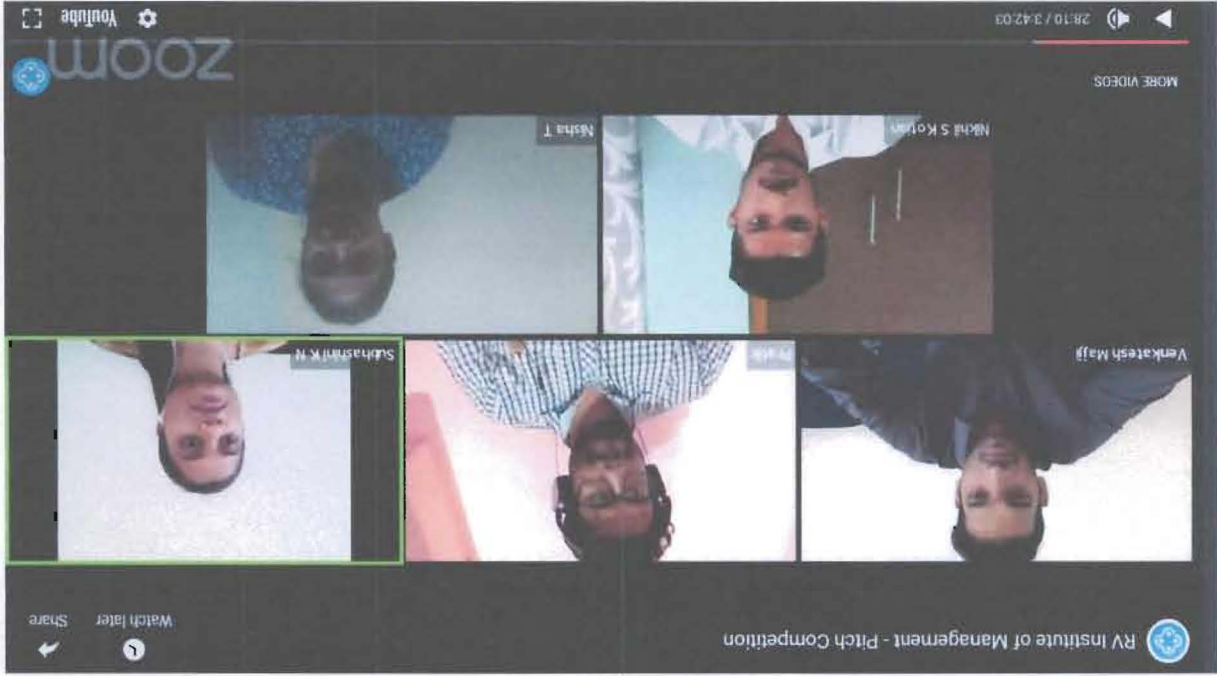 RV Institute of Management - Pitch Competition
Watch later
Share
Venkatesh Majji
Pratik
Subhashini K N
Nikhil S Kotian
Nisha T
MORE VIDEOS
zoom
28:10 / 3:42:03
YouTube